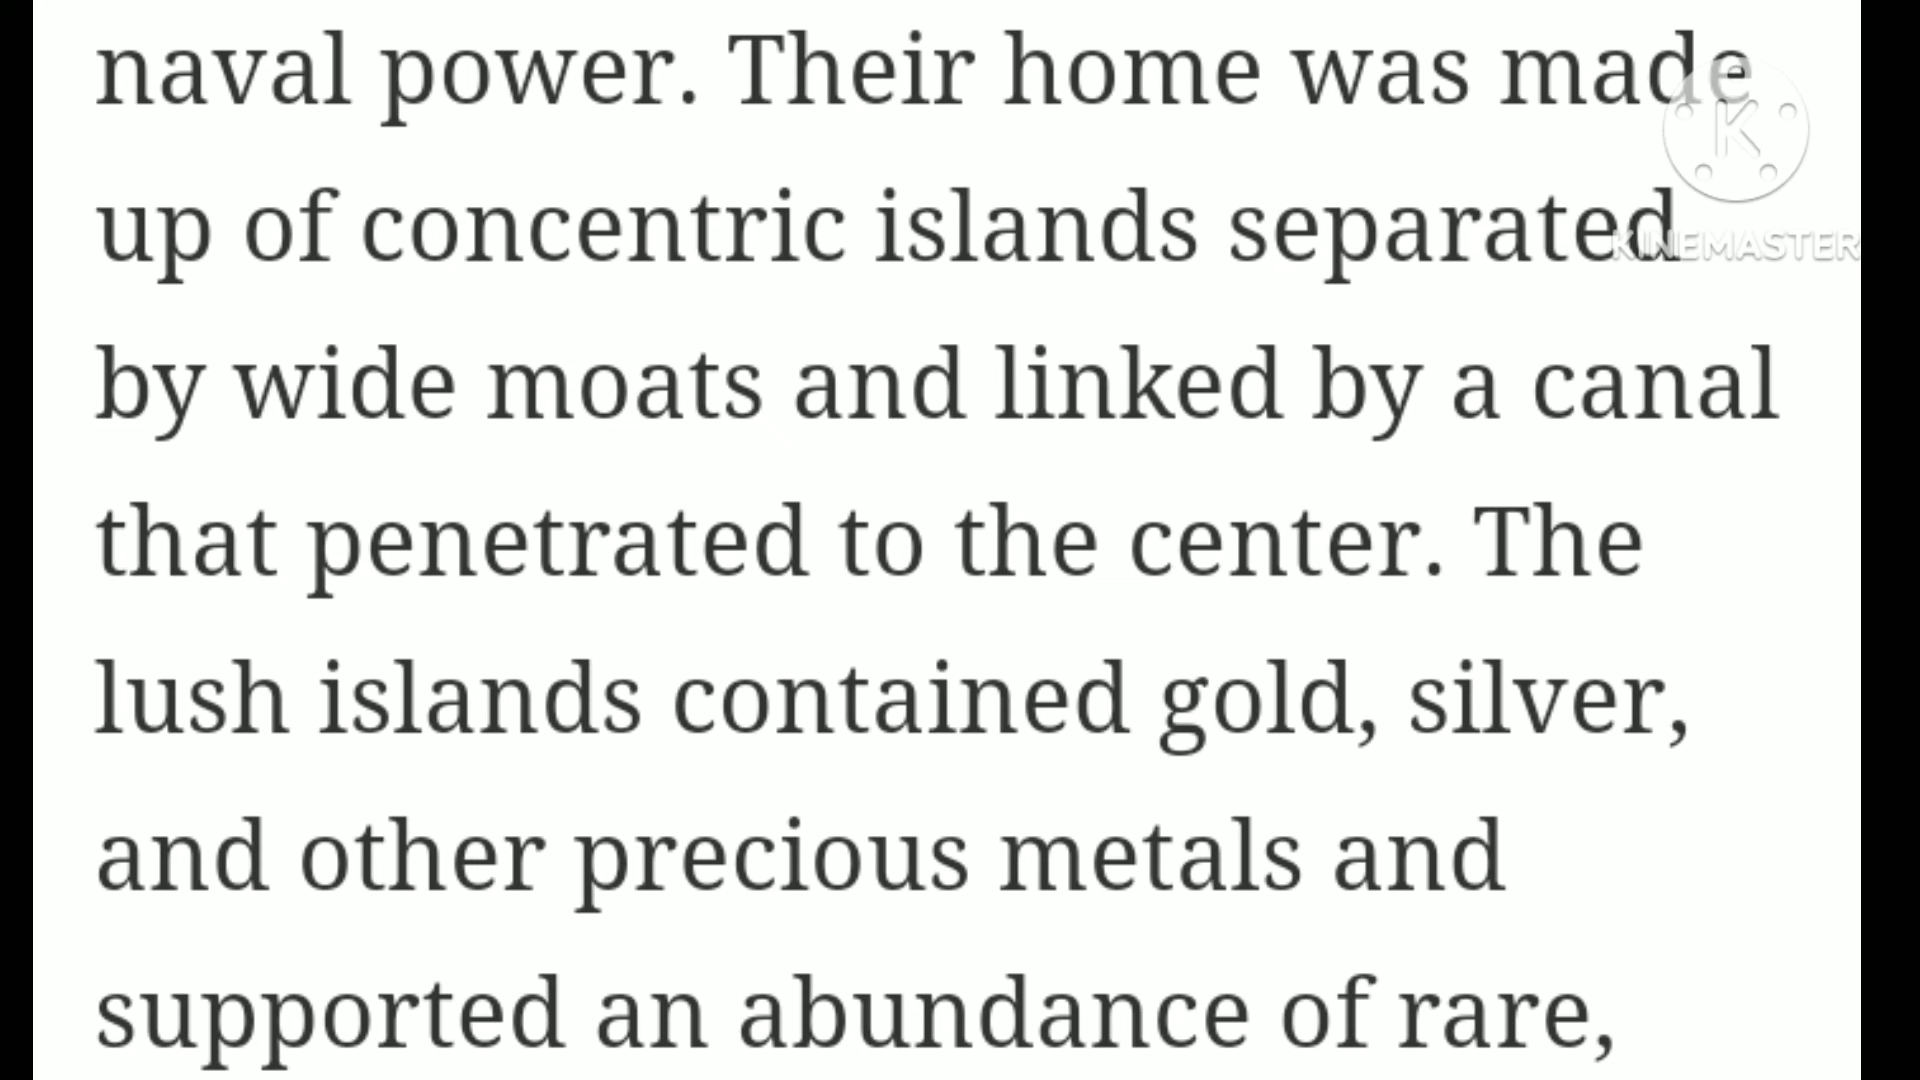 naval power. Their home was made
up of concentric islands separated
by wide moats and linked by a canal
that penetrated to the center. The
lush islands contained gold, silver,
and other precious metals and
supported an abundance of rare,
K
KINEMASTER